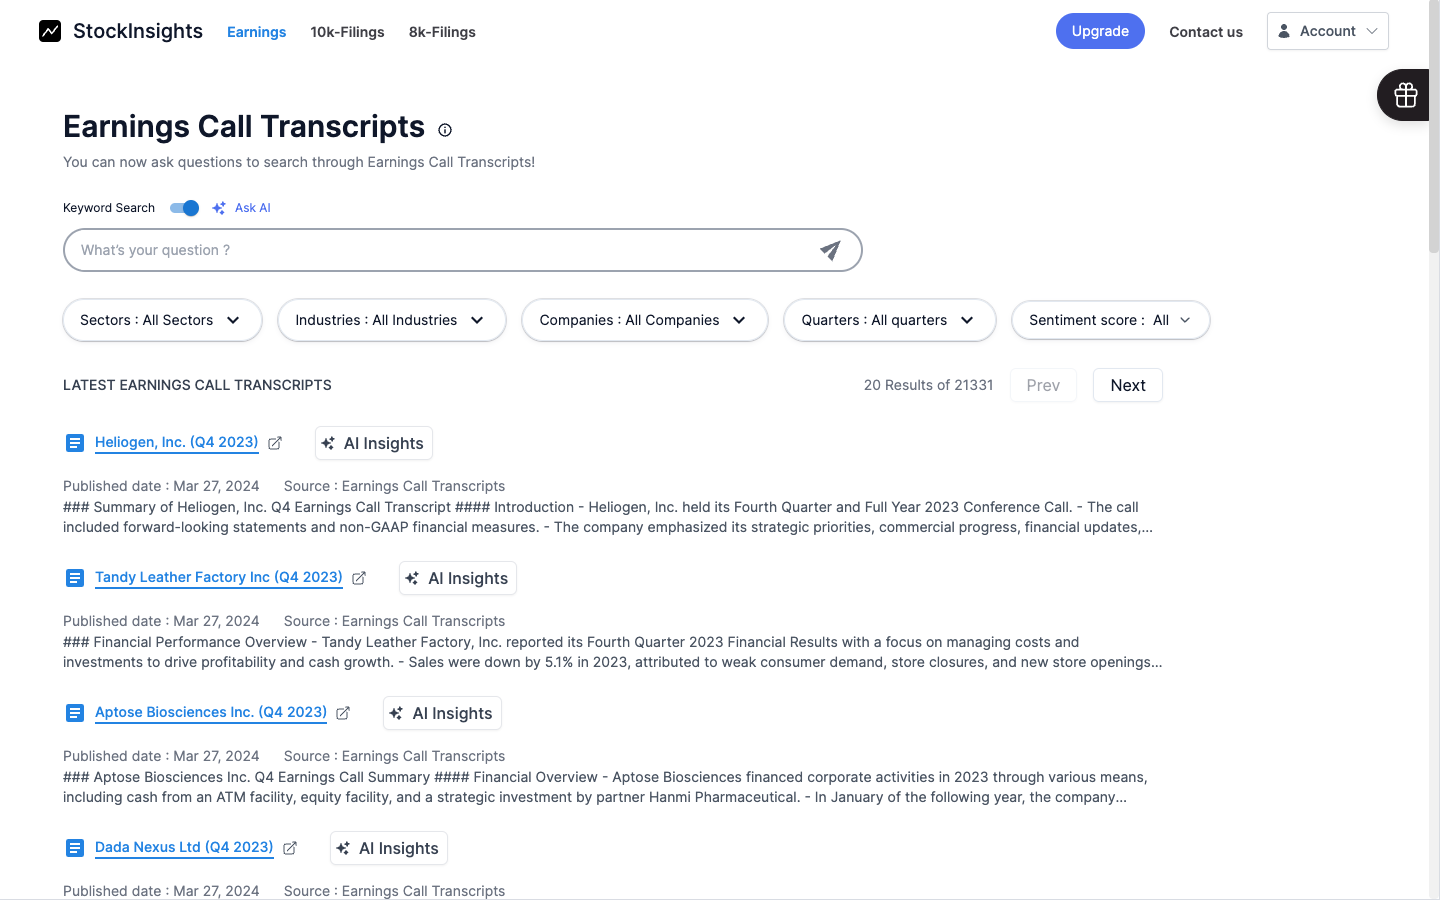 StockInsights Earnings 10k-Filings 8k-Filings Upgrade Contact us Account
Earnings Call Transcripts
You can now ask questions to search through Earnings Call Transcripts!
Keyword Search Ask AI
What's your question ?
Sectors : All Sectors Industries : All Industries Companies : All Companies Quarters : All quarters Sentiment score : All
LATEST EARNINGS CALL TRANSCRIPTS 20 Results of 21331 Prev Next
Heliogen, Inc. (Q4 2023) AI Insights
Published date : Mar 27, 2024 Source : Earnings Call Transcripts
### Summary of Heliogen, Inc. Q4 Earnings Call Transcript #### Introduction - Heliogen, Inc. held its Fourth Quarter and Full Year 2023 Conference Call. - The call
included forward-looking statements and non-GAAP financial measures. - The company emphasized its strategic priorities, commercial progress, financial updates,...
Tandy Leather Factory Inc (Q4 2023) AI Insights
Published date : Mar 27, 2024 Source : Earnings Call Transcripts
### Financial Performance Overview - Tandy Leather Factory, Inc. reported its Fourth Quarter 2023 Financial Results with a focus on managing costs and
investments to drive profitability and cash growth. - Sales were down by 5.1% in 2023, attributed to weak consumer demand, store closures, and new store openings...
Aptose Biosciences Inc. (Q4 2023) AI Insights
Published date : Mar 27, 2024 Source : Earnings Call Transcripts
### Aptose Biosciences Inc. Q4 Earnings Call Summary #### Financial Overview - Aptose Biosciences financed corporate activities in 2023 through various means,
including cash from an ATM facility, equity facility, and a strategic investment by partner Hanmi Pharmaceutical. - In January of the following year, the company...
Dada Nexus Ltd (Q4 2023) AI Insights
Published date : Mar 27, 2024 Source : Earnings Call Transcripts